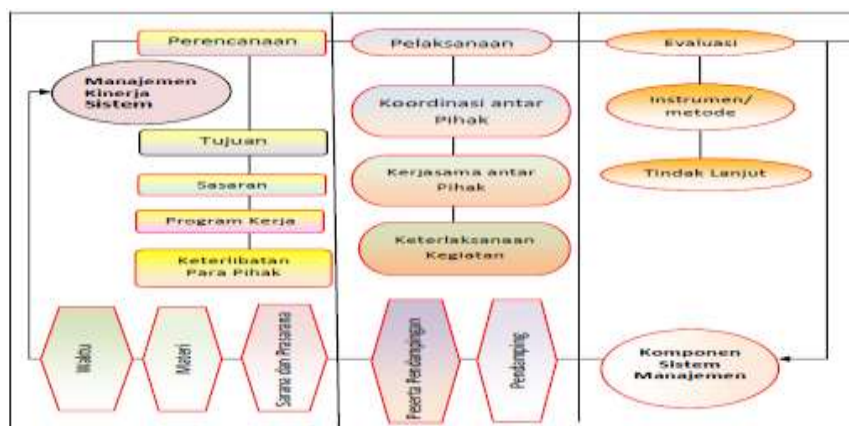 Perencanaan
Pelaksanaan
Evaluasi
Manajemen
Kinerja
Sistem
Koordinasi antar
Pihak
Instrumen/
metode
Tujuan
Kerjasama antar
Pihak
Tindak Lanjut
Sasaran
Program Kerja
Keterlaksanaan
Kegiatan
Keterlibatan
Para Pihak
Waktu
Materi
Sarana dan Prasarana
Peserta Pendampingan
Pendamping
Komponen
Sistem
Manajemen